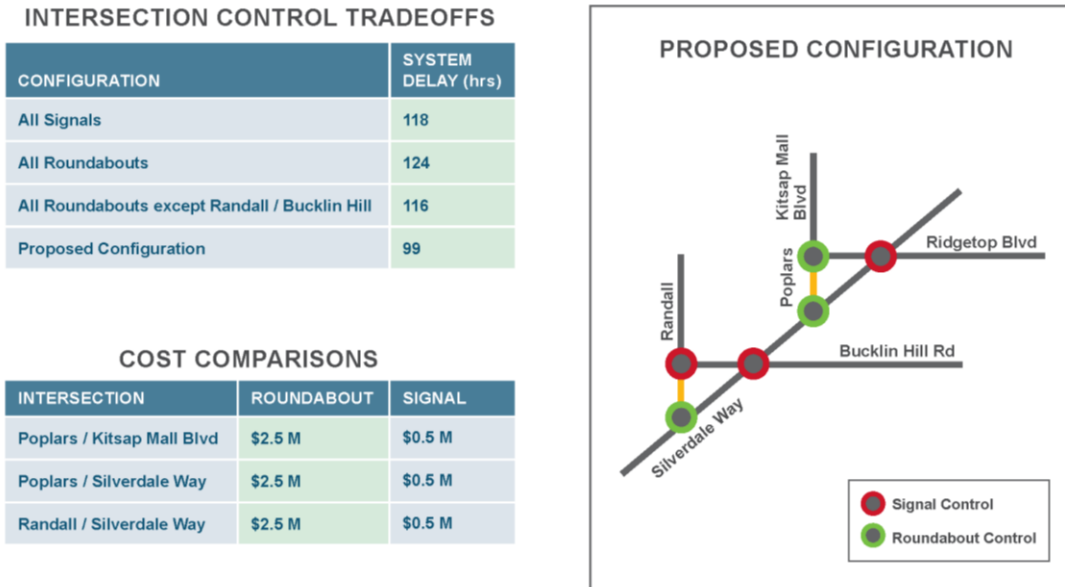 INTERSECTION CONTROL TRADEOFFS
CONFIGURATION SYSTEM DELAY (hrs)
All Signals 118
All Roundabouts 124
All Roundabouts except Randall / Bucklin Hill 116
Proposed Configuration 99
COST COMPARISONS
INTERSECTION ROUNDABOUT SIGNAL
Poplars / Kitsap Mall Blvd $2.5 M $0.5 M
Poplars / Silverdale Way $2.5 M $0.5 M
Randall / Silverdale Way $2.5 M $0.5 M
PROPOSED CONFIGURATION
Kitsap Mall
Blvd
Ridgetop Blvd
Poplars
Randall
Bucklin Hill Rd
Silverdale Way
Signal Control
Roundabout Control